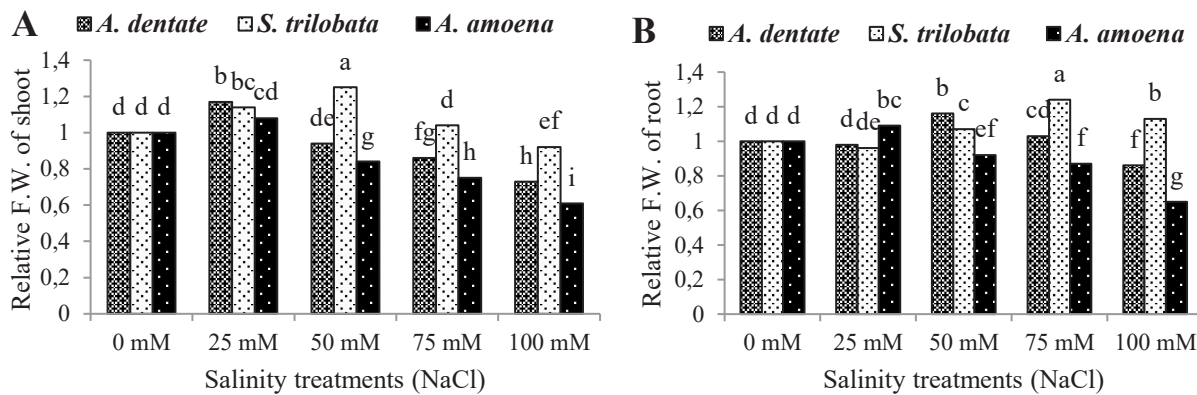 A
A. dentate S. trilobata A. amoena
Relative F.W. of shoot
1,4
1.2
1
0,8
0,6
0,4
0,2
0
d d d
b bc cd
de a g
fg d h
h ef i
0 mM 25 mM 50 mM 75 mM 100 mM
Salinity treatments (NaCl)
B
A. dentate S. trilobata A. amoena
Relative F.W. of root
1,4
1.2
1
0,8
0,6
0,4
0,2
0
d d d
d de bc
b c ef
cd a f
f b g
0 mM 25 mM 50 mM 75 mM 100 mM
Salinity treatments (NaCl)